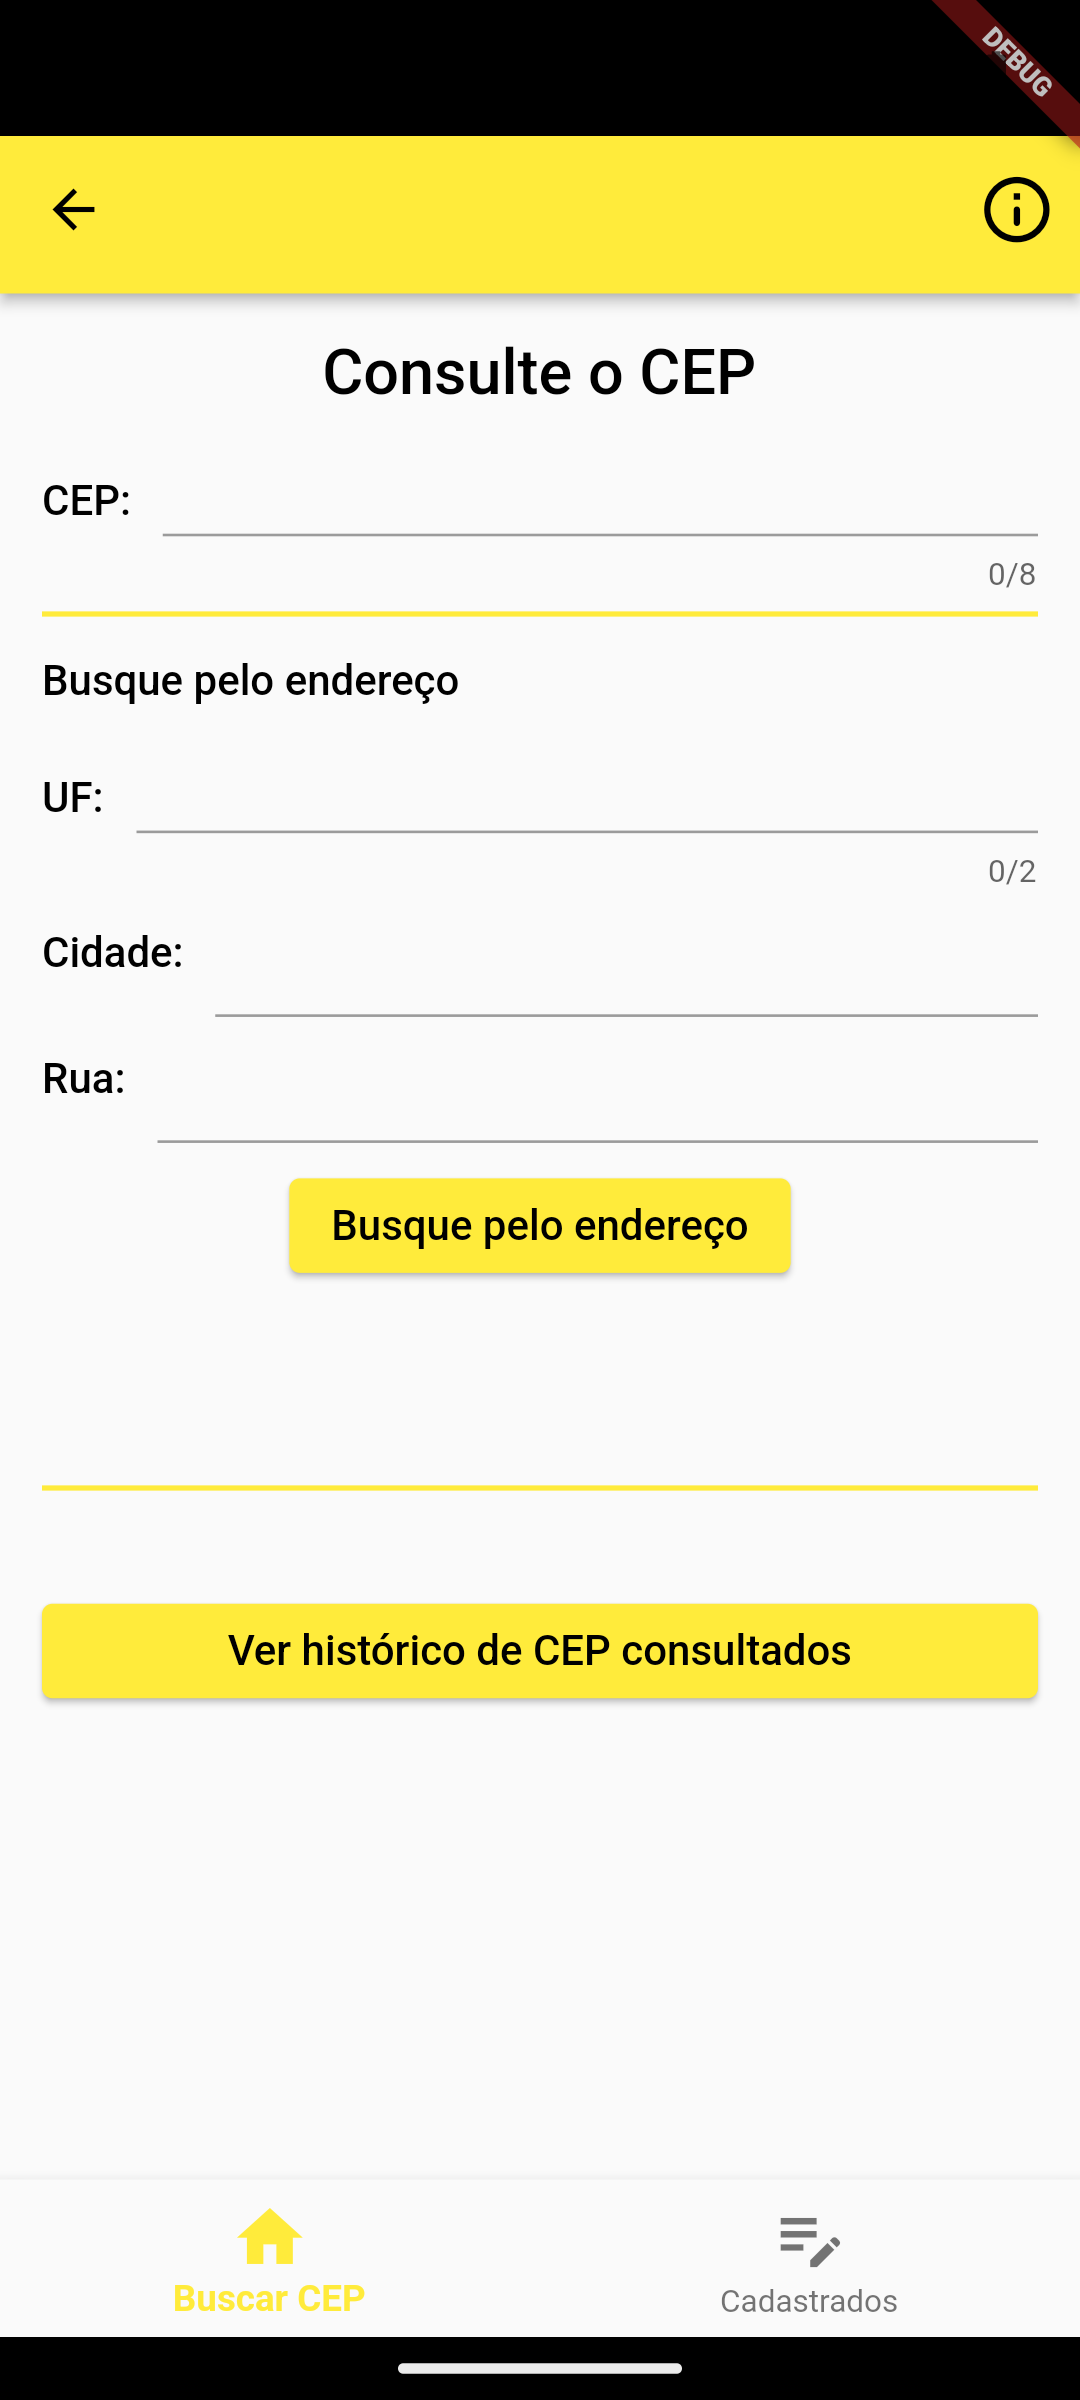 DEBUG
Consulte o CEP
CEP:
0/8
Busque pelo endereço
UF:
0/2
Cidade:
Rua:
Busque pelo endereço
Ver histórico de CEP consultados
Buscar CEP
Cadastrados